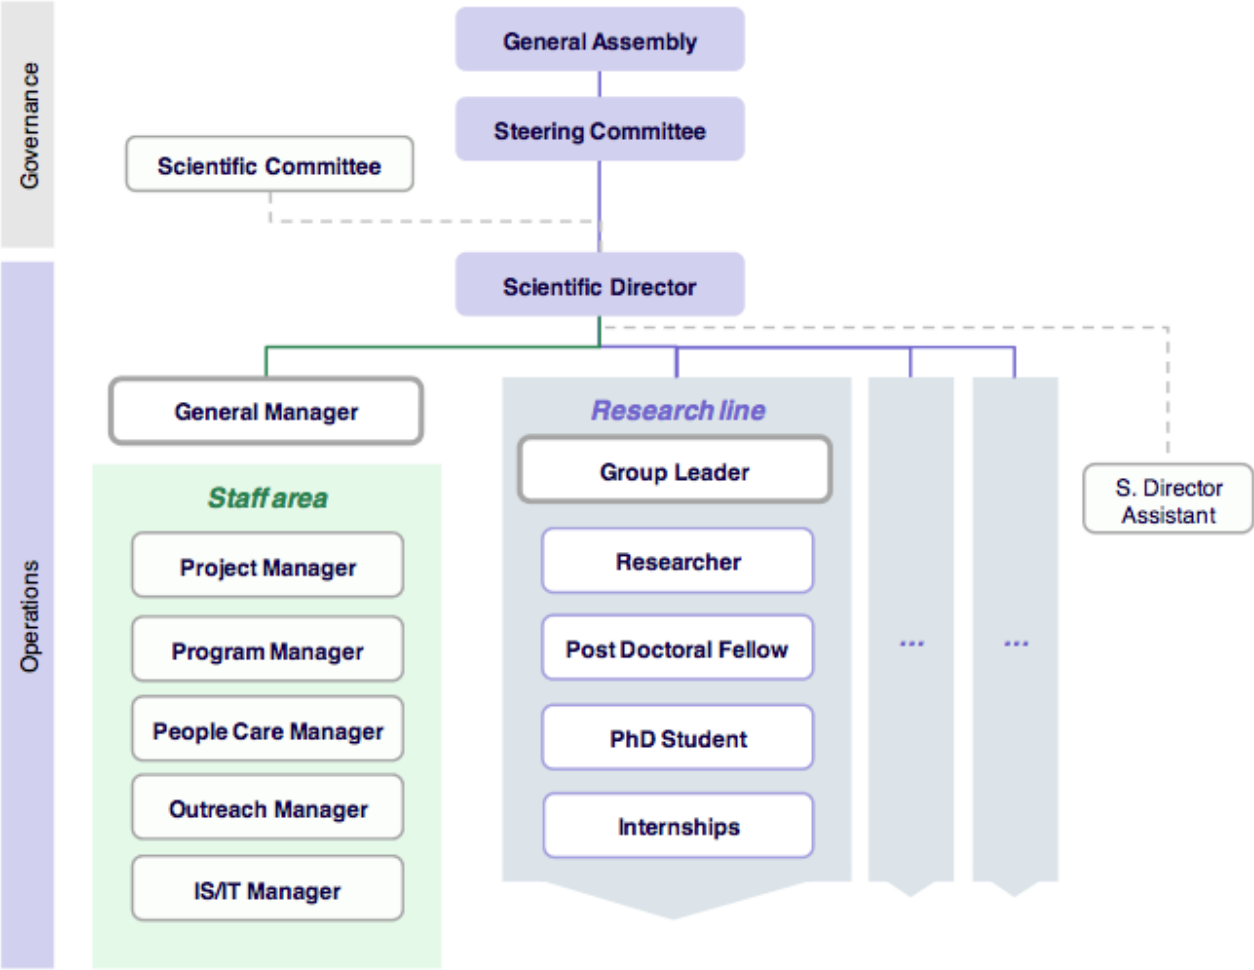 Governance
General Assembly
Steering Committee
Scientific Committee
Operations
Scientific Director
General Manager
Staff area
Project Manager
Program Manager
People Care Manager
Outreach Manager
IS/IT Manager
Research line
Group Leader
Researcher
Post Doctoral Fellow
PhD Student
Internships
...
...
S. Director
Assistant